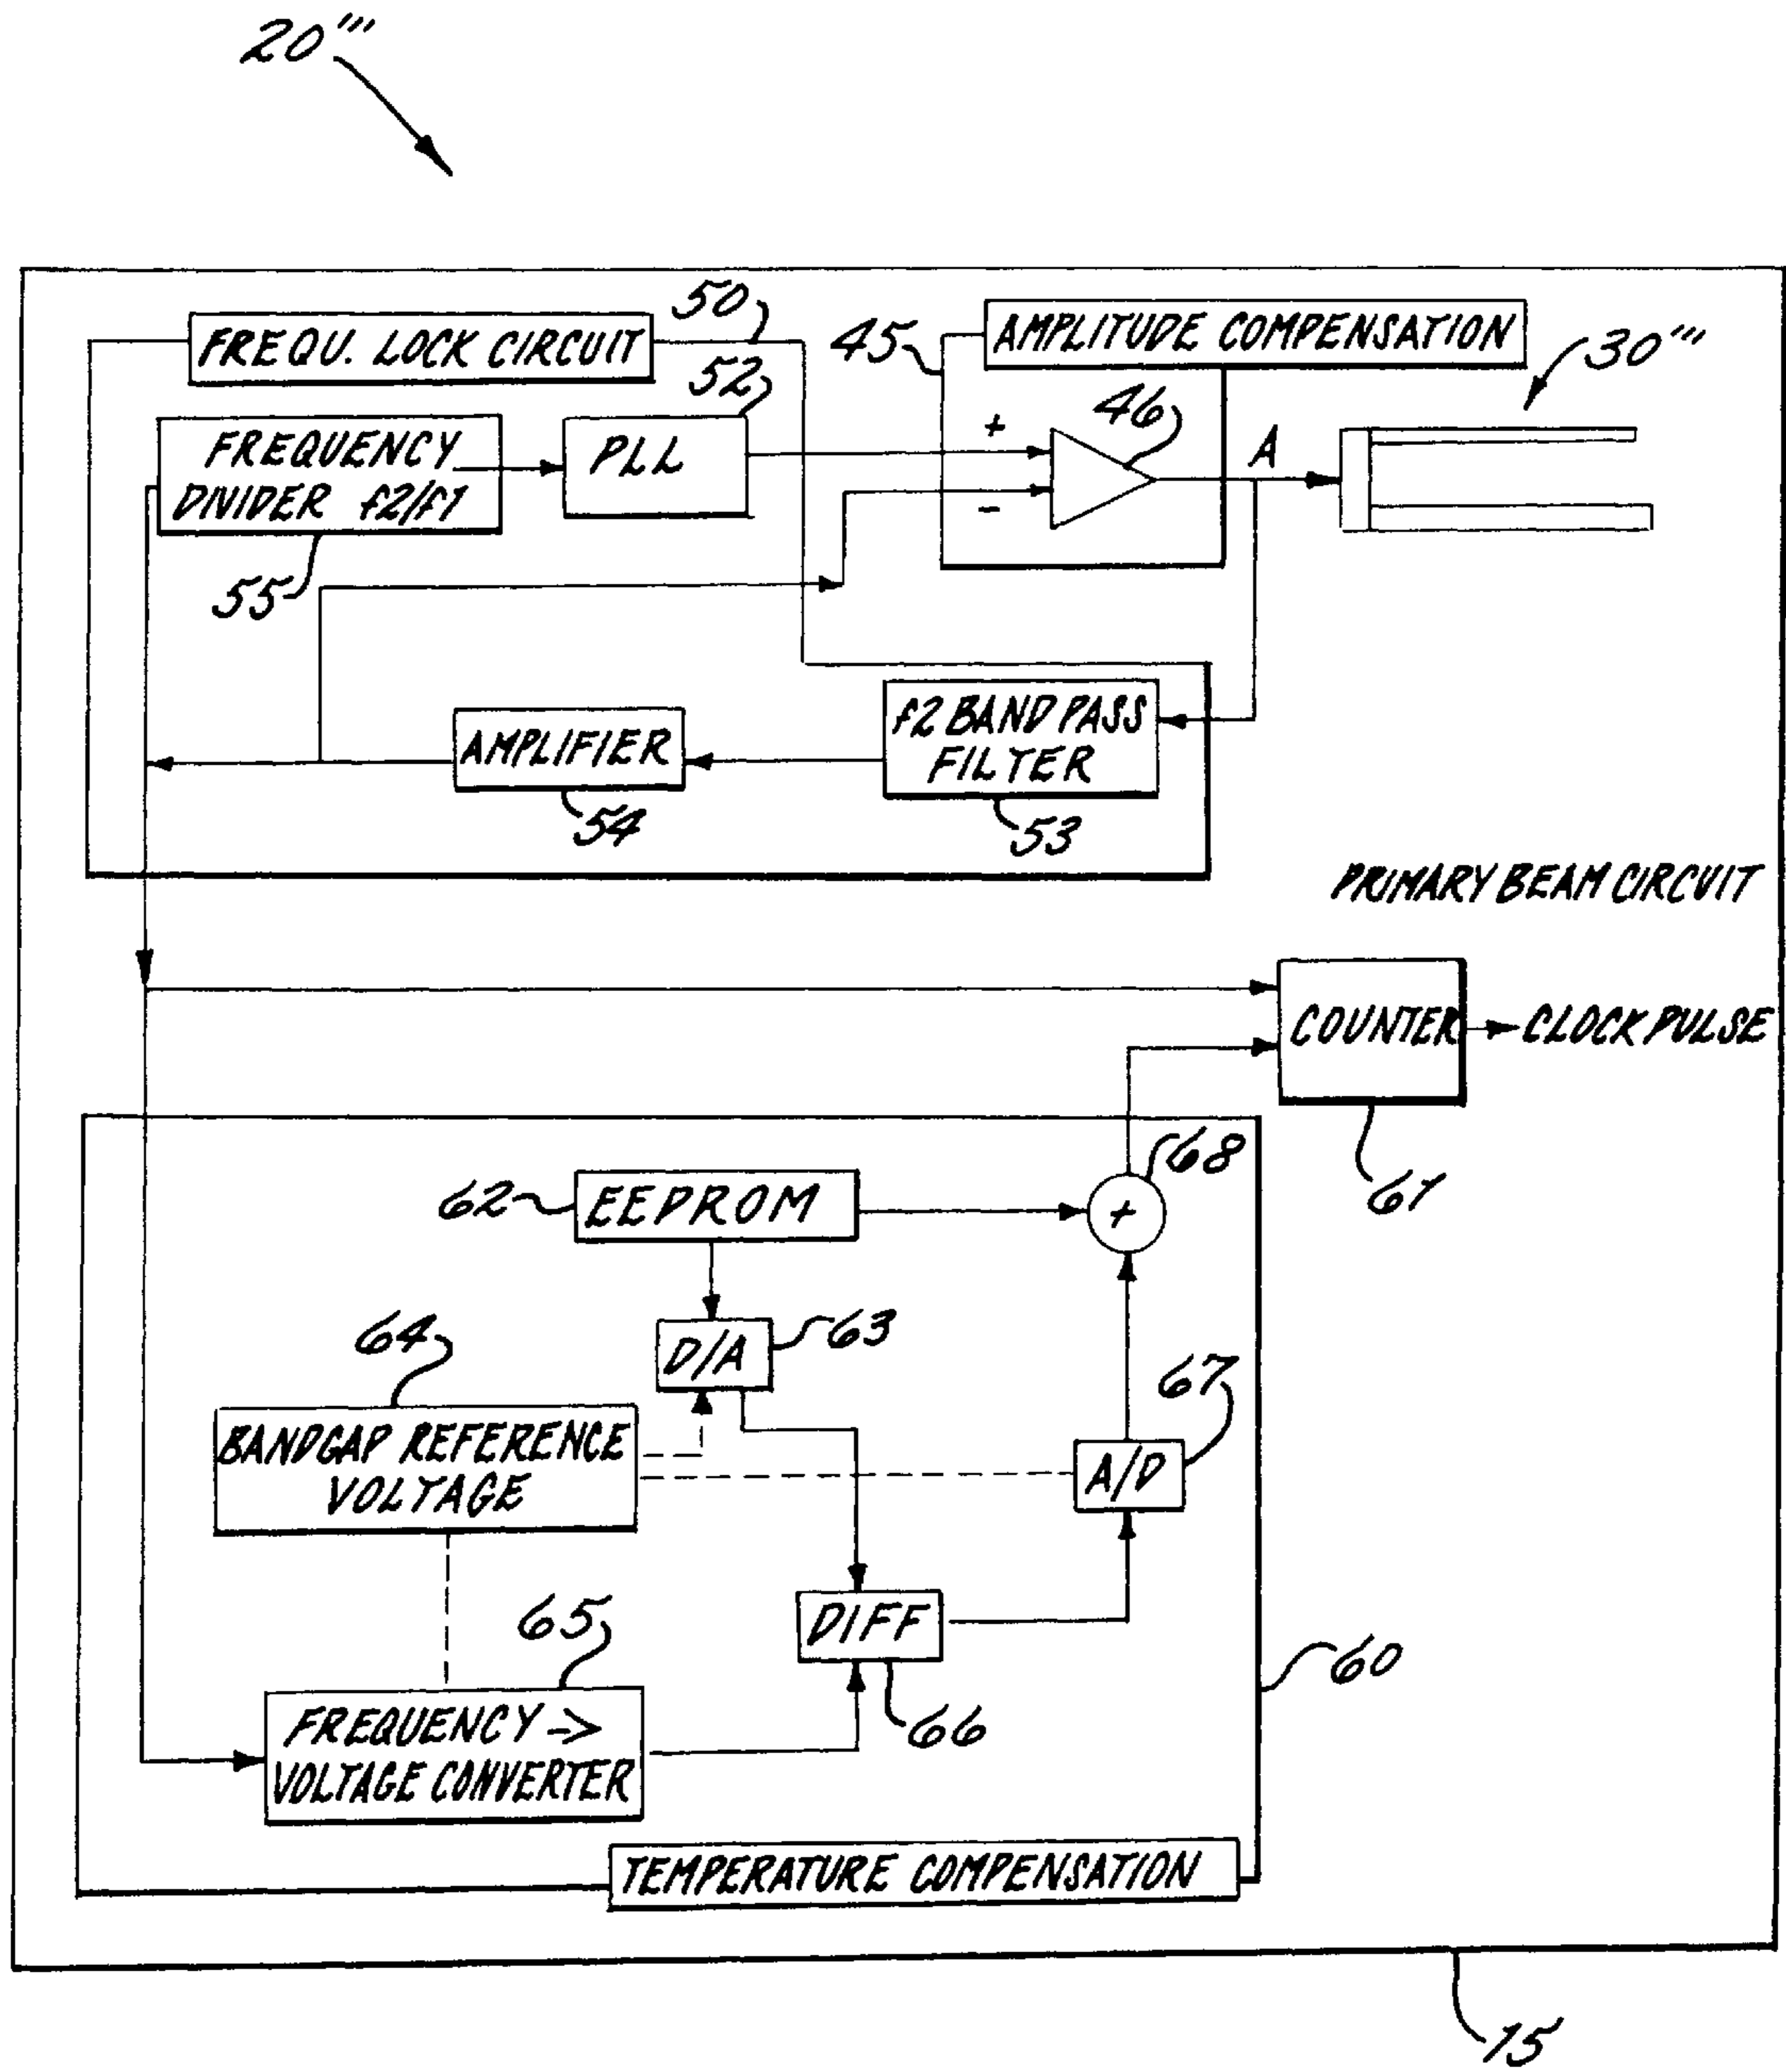 20'''
FREQU. LOCK CIRCUIT
50
45
AMPLITUDE COMPENSATION
30'''
52
46
FREQUENCY
DIVIDER f2/f1
PLL
+
-
A
55
AMPLIFIER
54
f2 BAND PASS
FILTER
53
PRIMARY BEAM CIRCUIT
COUNTER
CLOCK PULSE
61
62
EEPROM
+
68
64
D/A
63
67
BANDGAP REFERENCE
VOLTAGE
A/D
65
DIFF
66
60
FREQUENCY ->
VOLTAGE CONVERTER
TEMPERATURE COMPENSATION
15